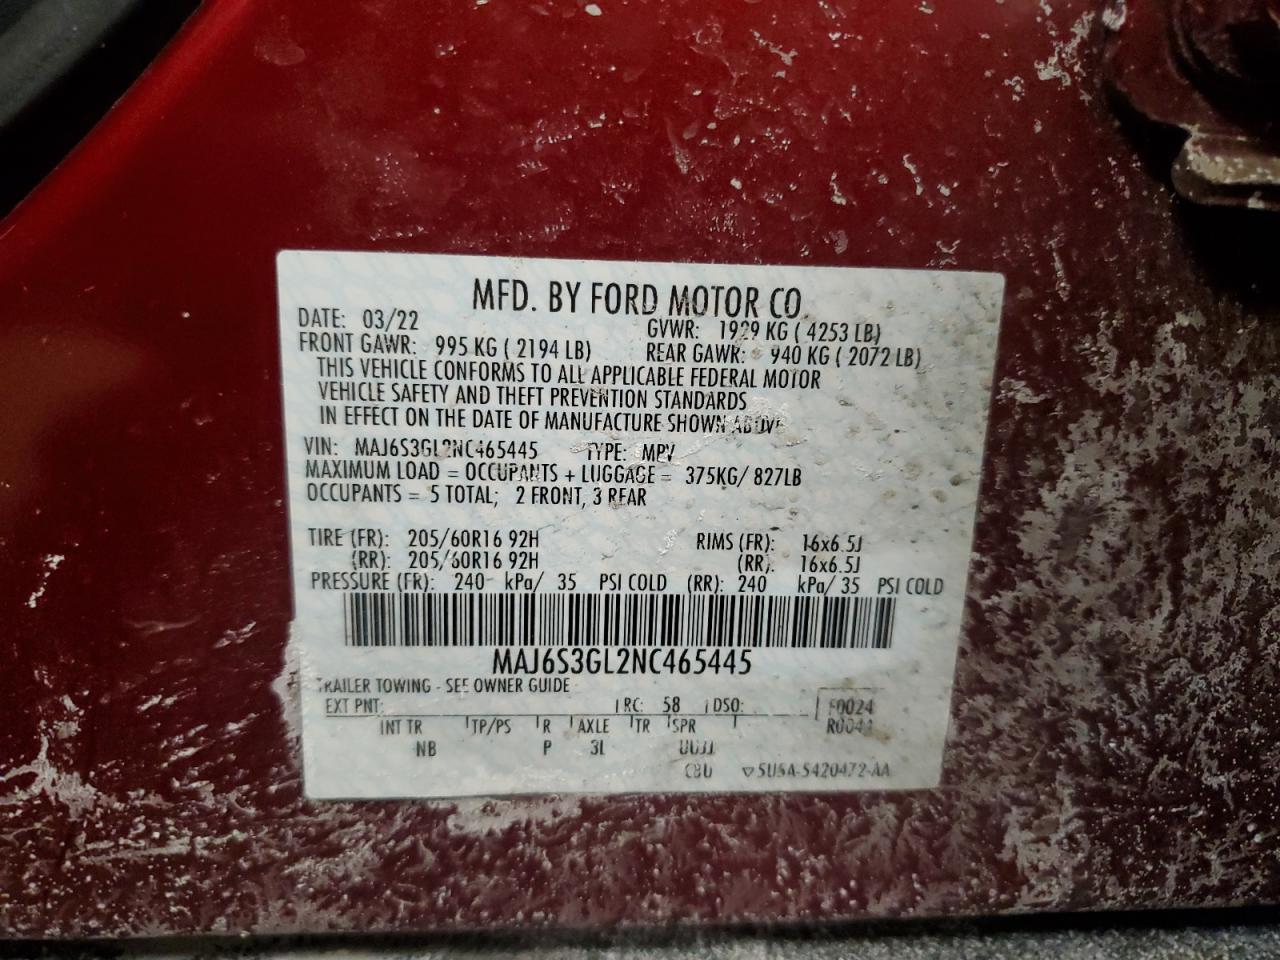 MFD. BY FORD MOTOR CO.
DATE: 03/22 GVWR: 1929 KG ( 4253 LB)
FRONT GAWR: 995 KG ( 2194 LB) REAR GAWR: 940 KG ( 2072 LB)
THIS VEHICLE CONFORMS TO ALL APPLICABLE FEDERAL MOTOR
VEHICLE SAFETY AND THEFT PREVENTION STANDARDS
IN EFFECT ON THE DATE OF MANUFACTURE SHOWN ABOVE
VIN: MAJ6S3GL2NC465445 TYPE: MPV
MAXIMUM LOAD = OCCUPANTS + LUGGAGE = 375KG/ 827LB
OCCUPANTS = 5 TOTAL; 2 FRONT, 3 REAR
TIRE (FR): 205/60R16 92H RIMS (FR): 16x6.5J
(RR): 205/60R16 92H (RR): 16x6.5J
PRESSURE (FR): 240 kPa/ 35 PSI COLD (RR): 240 kPa/ 35 PSI COLD
MAJ6S3GL2NC465445
TRAILER TOWING - SEE OWNER GUIDE
EXT PNT: RC: 58 DSO: F0024
INT TR TP/PS R AXLE TR SPR R0044
NB P 3L UUJJ
CBU 5U5A-5420472-AA